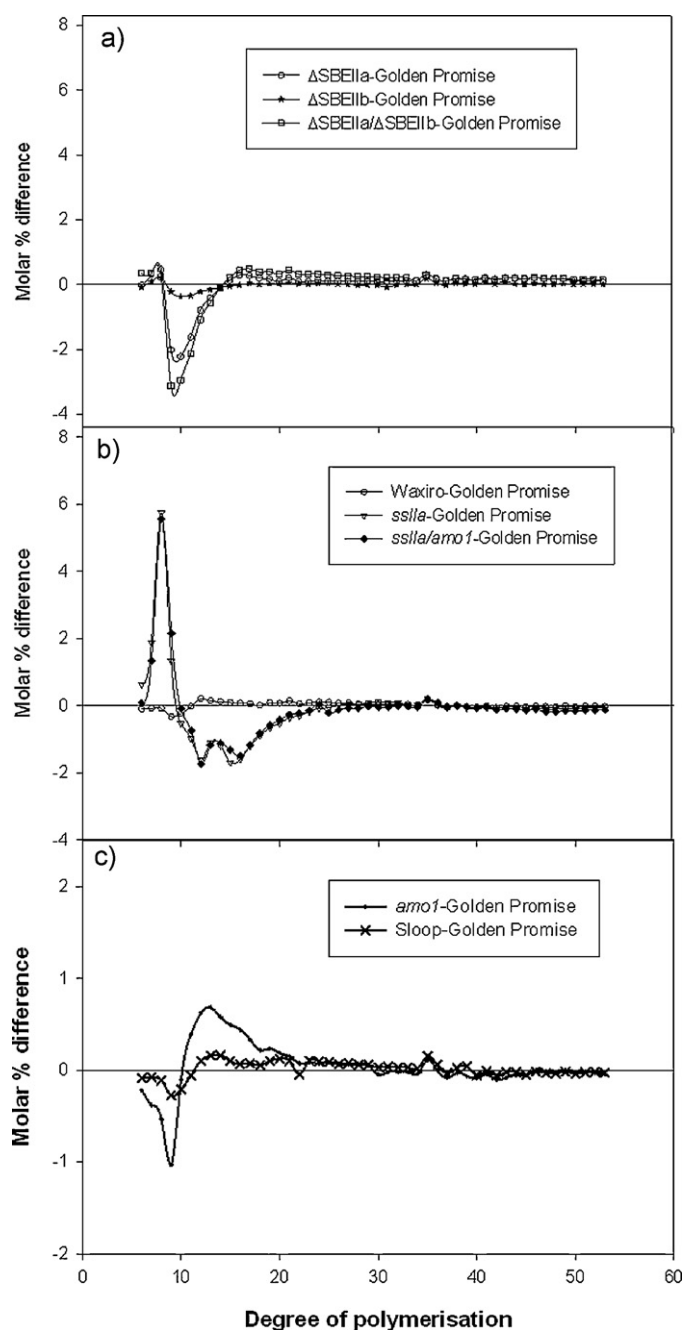 a)
8
6
4
2
0
-2
-4
Molar % difference
ΔSBEIIa-Golden Promise
ΔSBEIIb-Golden Promise
ΔSBEIIa/ΔSBEIIb-Golden Promise
b)
8
6
4
2
0
-2
-4
Molar % difference
Waxiro-Golden Promise
ssIIa-Golden Promise
ssIIa/amo1-Golden Promise
c)
2
1
0
-1
-2
Molar % difference
amo1-Golden Promise
Sloop-Golden Promise
0 10 20 30 40 50 60
Degree of polymerisation